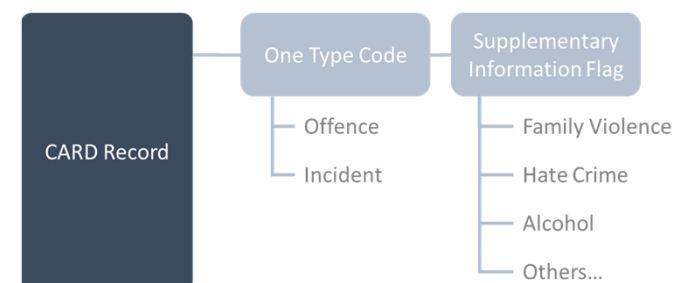 CARD Record
One Type Code
Offence
Incident
Supplementary
Information Flag
Family Violence
Hate Crime
Alcohol
Others...